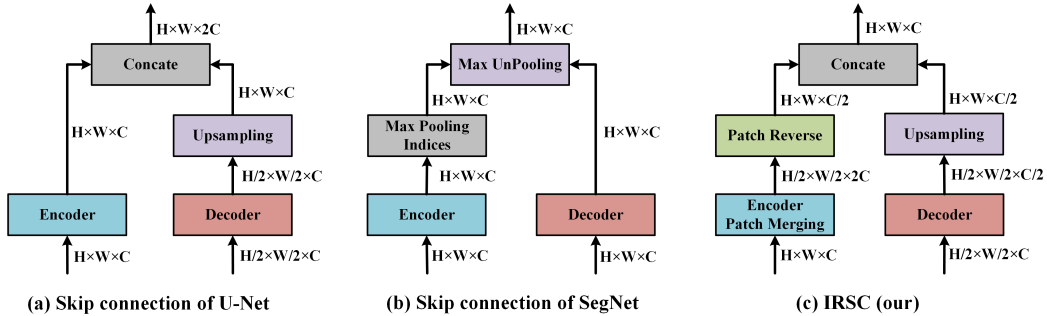 H×W×2C
Concate
H×W×C
H×W×C
Upsampling
H/2×W/2×C
Encoder
Decoder
H×W×C
H/2×W/2×C
(a) Skip connection of U-Net
H×W×C
Max UnPooling
H×W×C
Max Pooling
Indices
H×W×C
H×W×C
Encoder
Decoder
H×W×C
(b) Skip connection of SegNet
H×W×C
Concate
H×W×C/2
H×W×C/2
Patch Reverse
Upsampling
H/2×W/2×2C
H/2×W/2×C/2
Encoder
Patch Merging
Decoder
H×W×C
H/2×W/2×C
(c) IRSC (our)